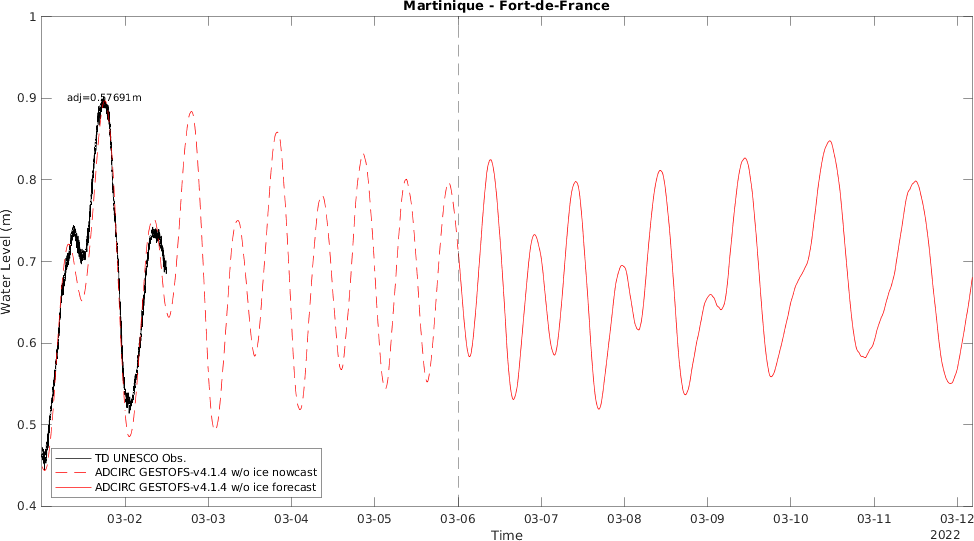 Martinique - Fort-de-France
1
0.9
0.8
0.7
0.6
0.5
0.4
Water Level (m)
adj=0.57691m
TD UNESCO Obs.
ADCIRC GESTOFS-v4.1.4 w/o ice nowcast
ADCIRC GESTOFS-v4.1.4 w/o ice forecast
03-02 03-03 03-04 03-05 03-06 03-07 03-08 03-09 03-10 03-11 03-12
Time
2022